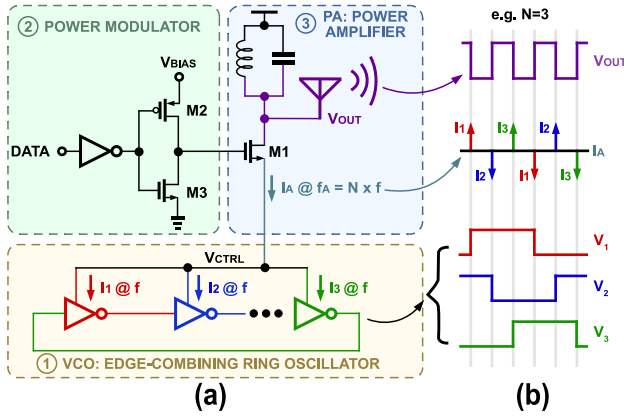 ② POWER MODULATOR
VBIAS
M2
DATA
M3
③ PA: POWER
AMPLIFIER
VOUT
M1
IA @ fA = N x f
VCTRL
I1 @ f
I2 @ f
I3 @ f
① VCO: EDGE-COMBINING RING OSCILLATOR
(a)
e.g. N=3
VOUT
I1
I3
I2
IA
I2
I1
I3
V1
V2
V3
(b)